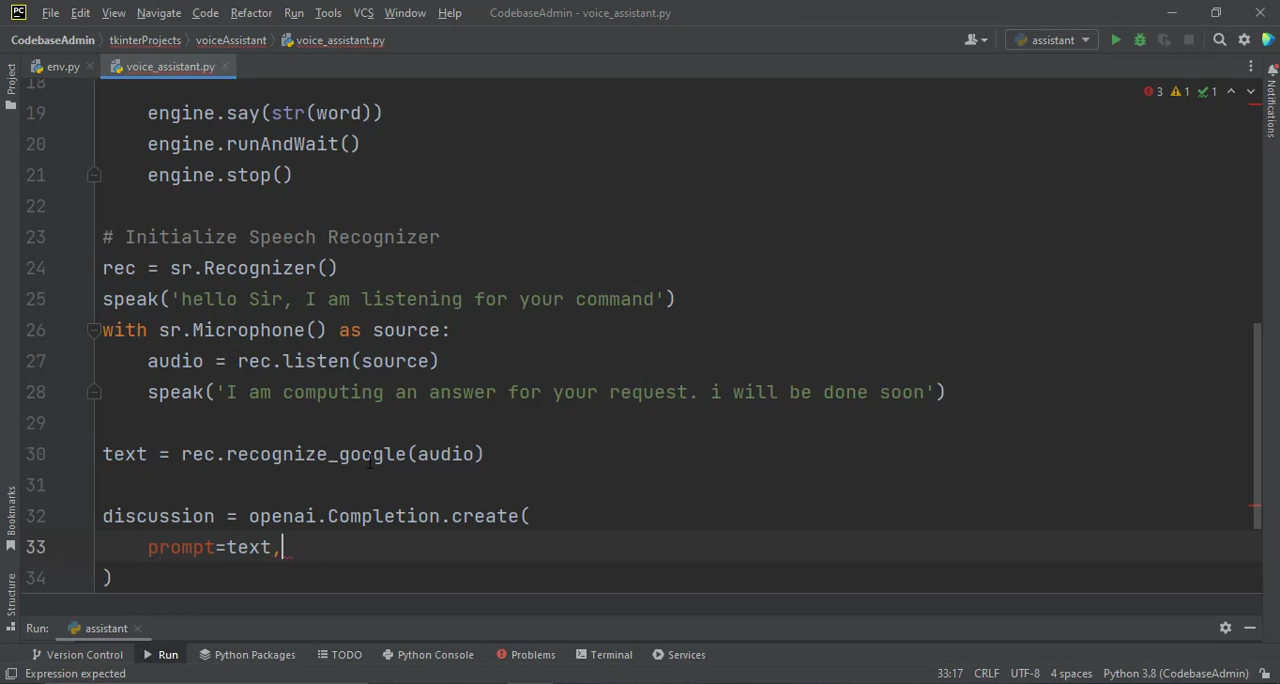 PC File Edit View Navigate Code Refactor Run Tools VCS Window Help CodebaseAdmin - voice_assistant.py
CodebaseAdmin tkinterProjects voiceAssistant voice_assistant.py assistant
env.py voice_assistant.py
Project
Notifications
3 1 1
18
19 engine.say(str(word))
20 engine.runAndWait()
21 engine.stop()
22
23 # Initialize Speech Recognizer
24 rec = sr.Recognizer()
25 speak('hello Sir, I am listening for your command')
26 with sr.Microphone() as source:
27 audio = rec.listen(source)
28 speak('I am computing an answer for your request. i will be done soon')
29
30 text = rec.recognize_google(audio)
31
32 discussion = openai.Completion.create(
33 prompt=text,
34 )
Bookmarks
Structure
Run: assistant
Version Control Run Python Packages TODO Python Console Problems Terminal Services
Expression expected 33:17 CRLF UTF-8 4 spaces Python 3.8 (CodebaseAdmin)